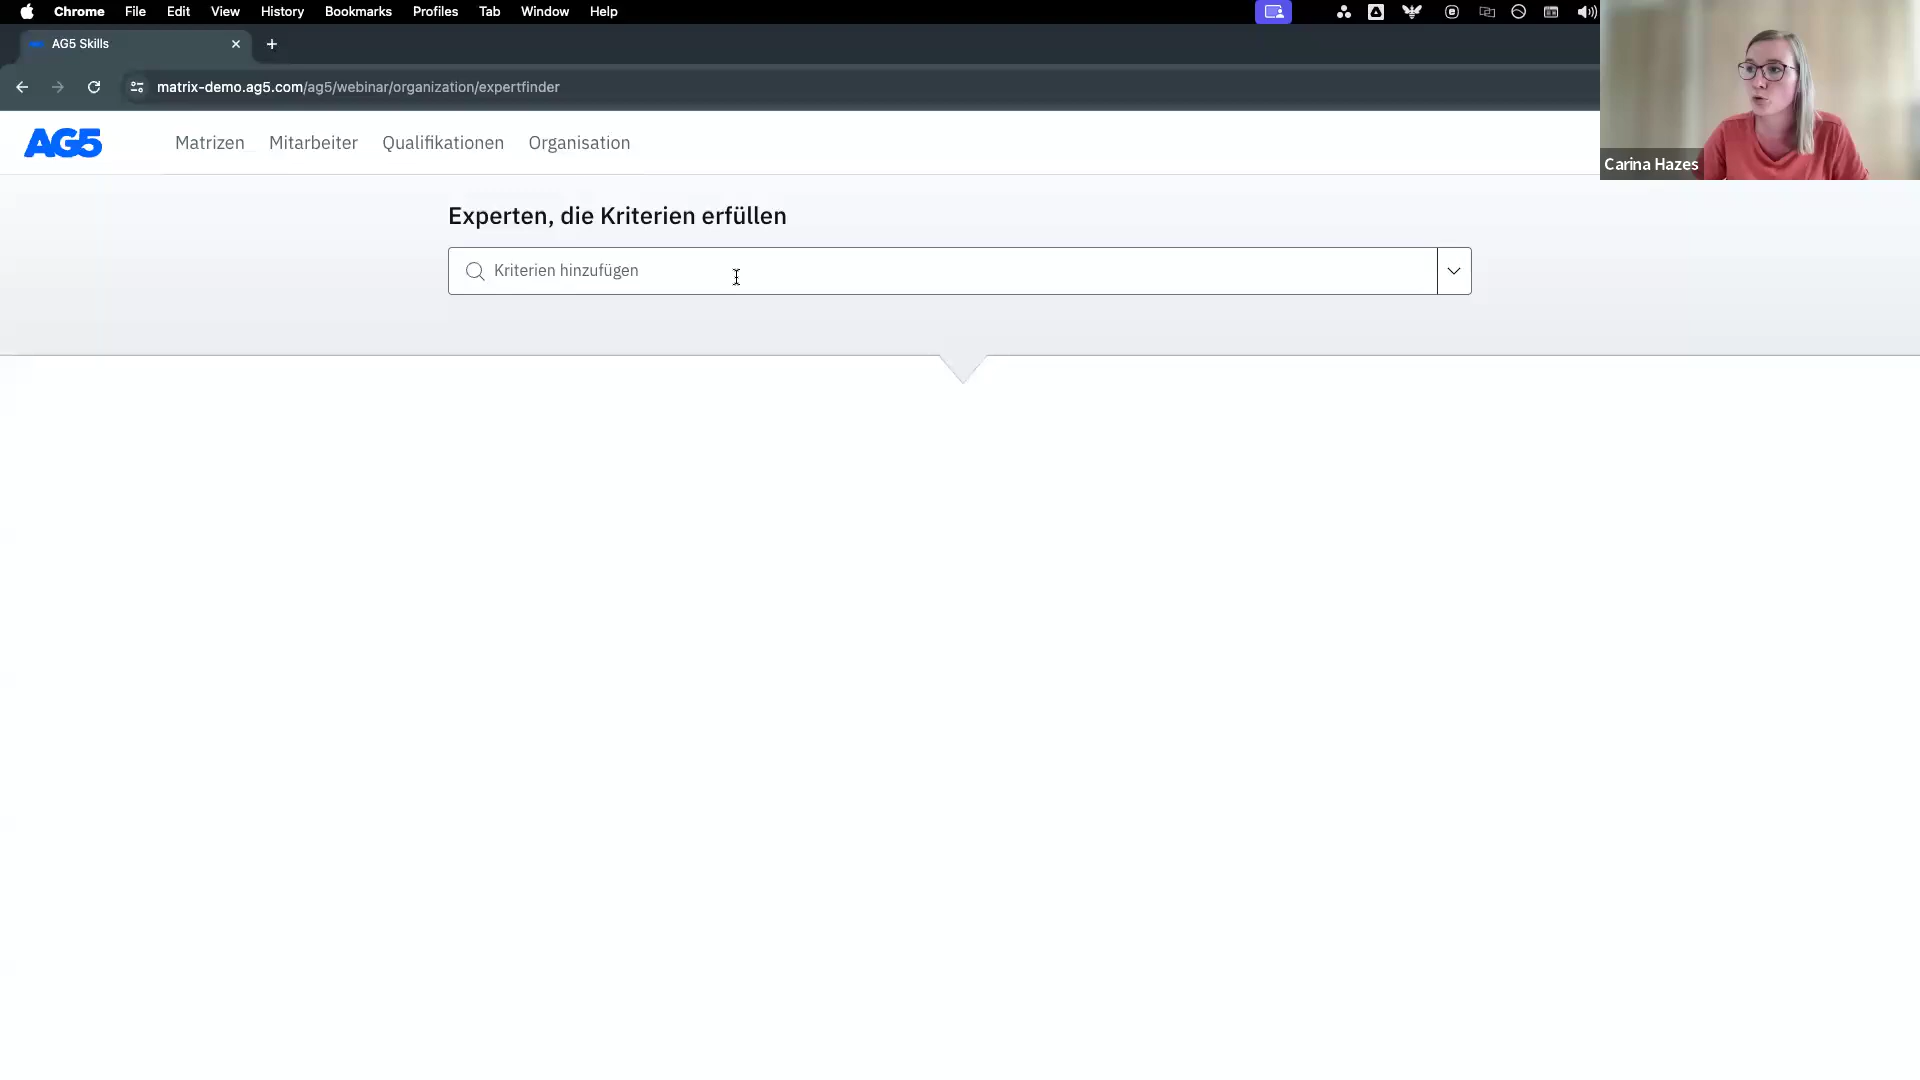 Chrome File Edit View History Bookmarks Profiles Tab Window Help
AG5 Skills
matrix-demo.ag5.com/ag5/webinar/organization/expertfinder
AG5
Matrizen Mitarbeiter Qualifikationen Organisation
Carina Hazes
Experten, die Kriterien erfüllen
Kriterien hinzufügen